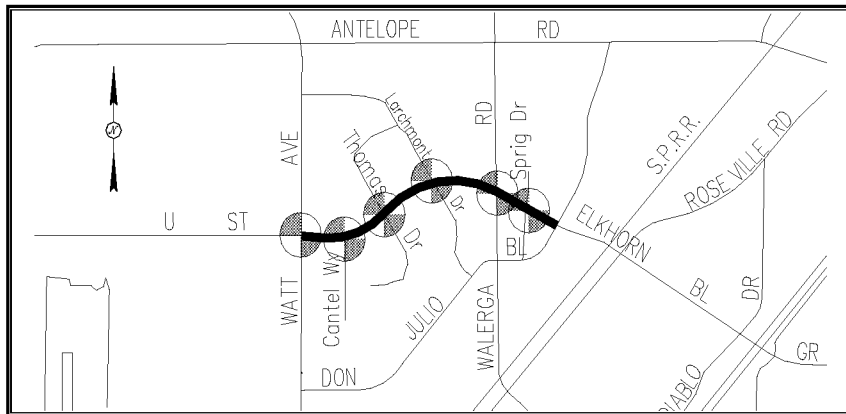 ANTELOPE RD
Larchmont Dr
Thomas Dr
WATT AVE
WALERGA RD
Sprig Dr
S.P.R.R.
ROSEVILLE RD
N
U ST
ELKHORN BL
Cantel Wy
DON JULIO BL
DIABLO DR
GR